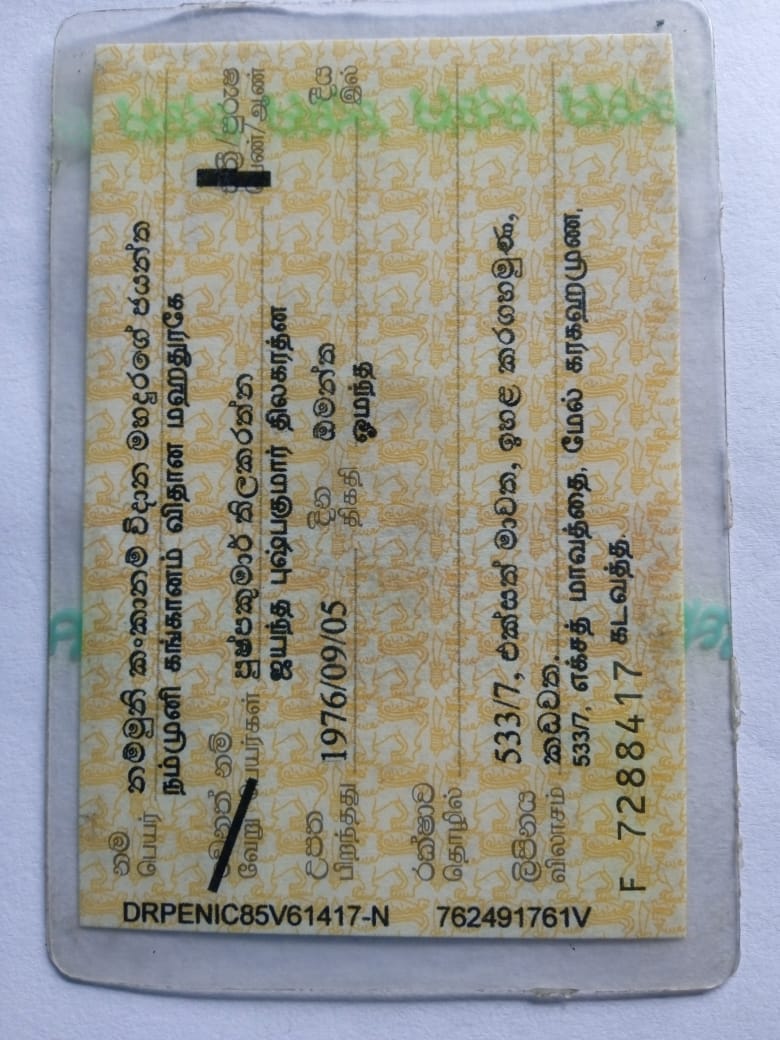 නම නම්මුනි කංකානම් විදාන මහදුරගේ ජයන්ත
பெயர் நம்முனி கங்கானம் விதான மஹதுரகே
වෙනත් නම්
வேறு பெயர்கள் පුෂ්පකුමාර් තිලකරත්න
ஜயந்த புஷ்பகுமார் திலகரத்ன
ස්ත්‍රී/පුරුෂ
பெண்/ஆண்
උපත 1976/09/05 දින ඕමන්ත දීය
பிறந்தது திகதி ஓமந்த இல்
රක්ෂාව
தொழில்
ලිපිනය 533/7, එක්සත් මාවත, ඉහළ කරගහමුණ,
விலாசம் කඩවත.
533/7, எக்சத் மாவத்தை, மேல் கரகஹமுண,
கடவத்த.
F 7288417
DRPENIC85V61417-N 762491761V